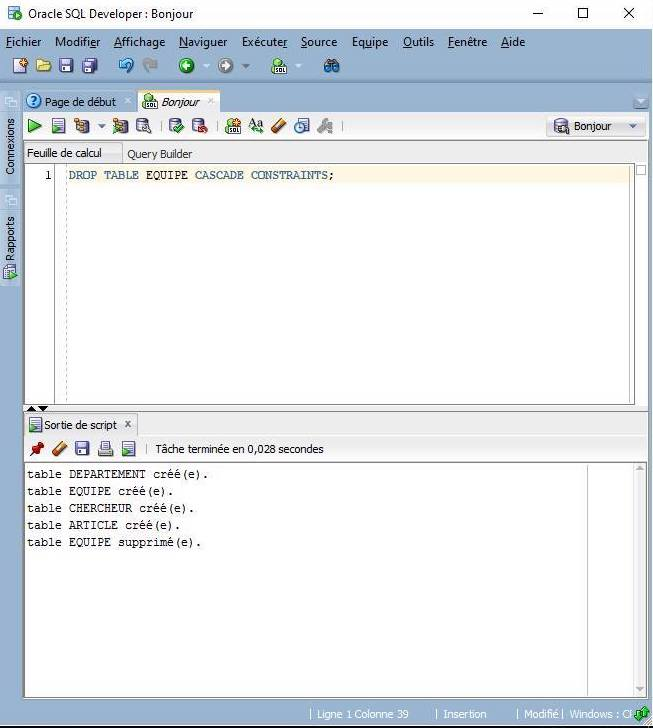 Oracle SQL Developer : Bonjour
Fichier Modifier Affichage Naviguer Exécuter Source Equipe Outils Fenêtre Aide
Page de début
Bonjour
Connexions
Rapports
Bonjour
Feuille de calcul Query Builder
1 DROP TABLE EQUIPE CASCADE CONSTRAINTS;
Sortie de script x
Tâche terminée en 0,028 secondes
table DEPARTEMENT créé(e).
table EQUIPE créé(e).
table CHERCHEUR créé(e).
table ARTICLE créé(e).
table EQUIPE supprimé(e).
Ligne 1 Colonne 39 | Insertion | Modifié | Windows :